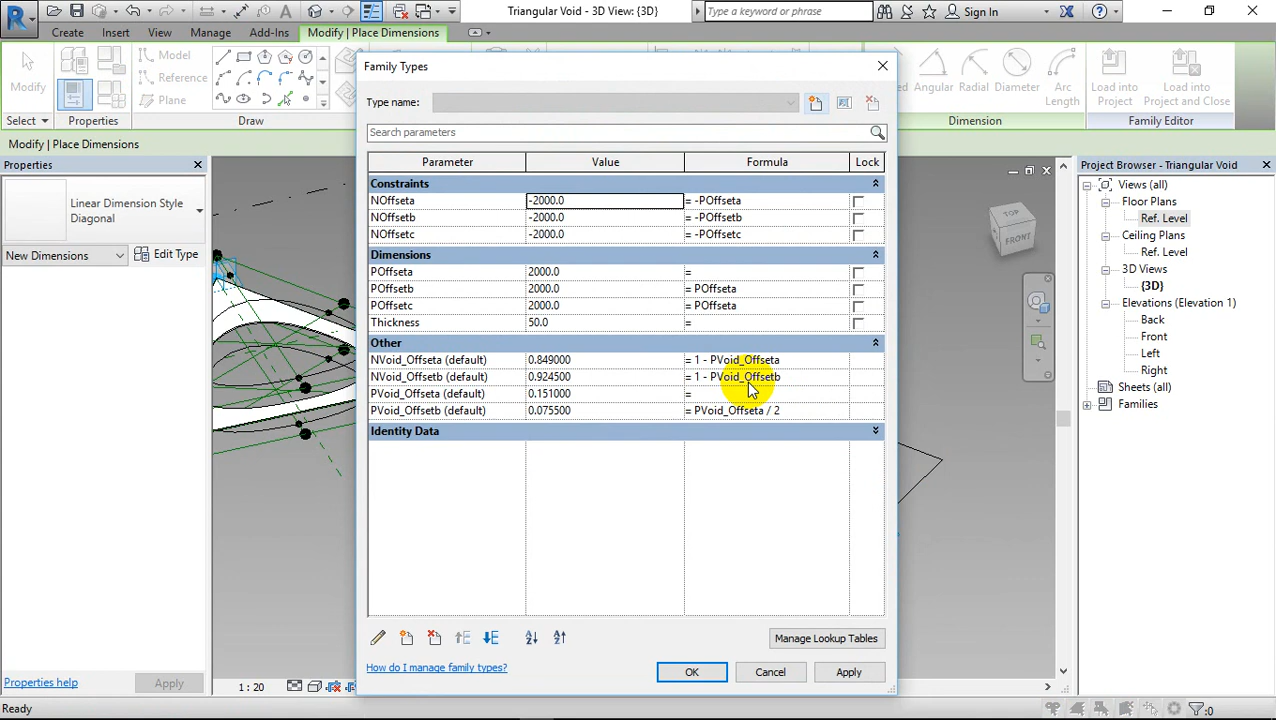 Triangular Void - 3D View: {3D}
Type a keyword or phrase
Sign In
Create Insert View Manage Add-Ins Modify | Place Dimensions
Modify
Model
Reference
Plane
Angular Radial Diameter Arc Length
Load into Project
Load into Project and Close
Select Properties Draw Dimension Family Editor
Modify | Place Dimensions
Properties
Linear Dimension Style
Diagonal
New Dimensions Edit Type
Properties help Apply
Family Types
Type name:
Search parameters
Parameter Value Formula Lock
Constraints
NOffseta -2000.0 = -POffseta
NOffsetb -2000.0 = -POffsetb
NOffsetc -2000.0 = -POffsetc
Dimensions
POffseta 2000.0 =
POffsetb 2000.0 = POffseta
POffsetc 2000.0 = POffseta
Thickness 50.0 =
Other
NVoid_Offseta (default) 0.849000 = 1 - PVoid_Offseta
NVoid_Offsetb (default) 0.924500 = 1 - PVoid_Offsetb
PVoid_Offseta (default) 0.151000 =
PVoid_Offsetb (default) 0.075500 = PVoid_Offseta / 2
Identity Data
Manage Lookup Tables
How do I manage family types?
OK Cancel Apply
TOP
FRONT
Project Browser - Triangular Void
Views (all)
Floor Plans
Ref. Level
Ceiling Plans
Ref. Level
3D Views
{3D}
Elevations (Elevation 1)
Back
Front
Left
Right
Sheets (all)
Families
1 : 20
Ready
:0